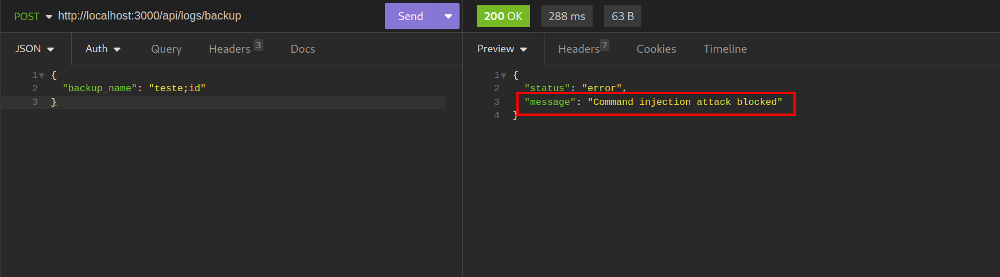 POST http://localhost:3000/api/logs/backup Send 200 OK 288 ms 63 B
JSON Auth Query Headers 3 Docs Preview Headers 7 Cookies Timeline
1 {
2 "backup_name": "teste;id"
3 }
1 {
2 "status": "error",
3 "message": "Command injection attack blocked"
4 }